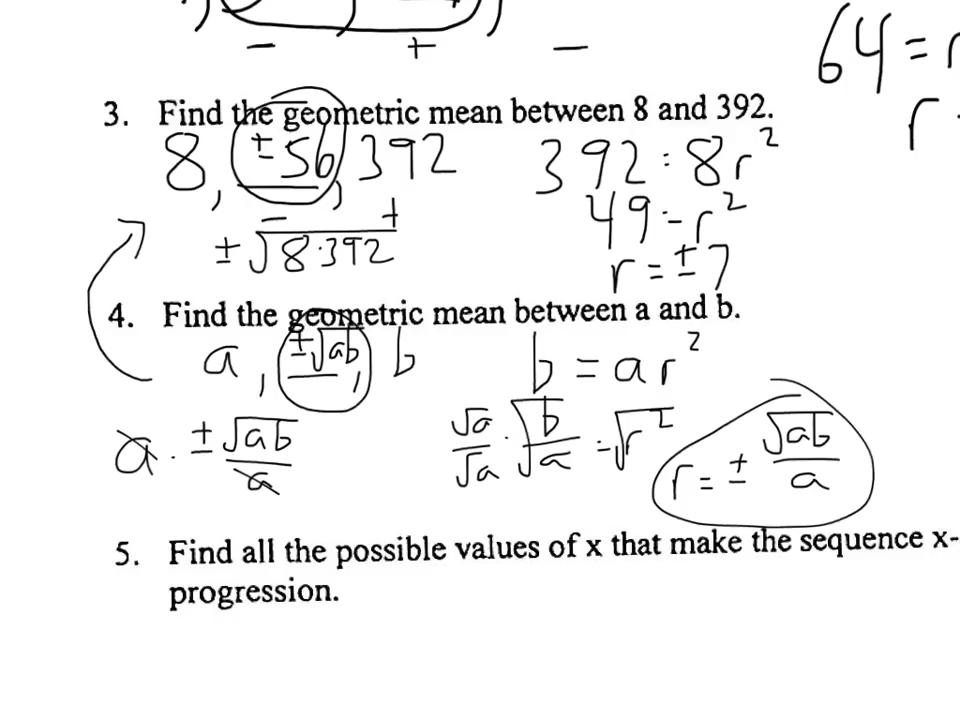 − + −
64 = r
r
3. Find the geometric mean between 8 and 392.
8, ±56, 392 392 = 8r²
− + 49 = r²
±√8·392 r = ±7
4. Find the geometric mean between a and b.
a, ±√ab, b b = ar²
a · ±√ab/a √a/√a · √b/√a = √r² r = ± √ab/a
5. Find all the possible values of x that make the sequence x-
progression.